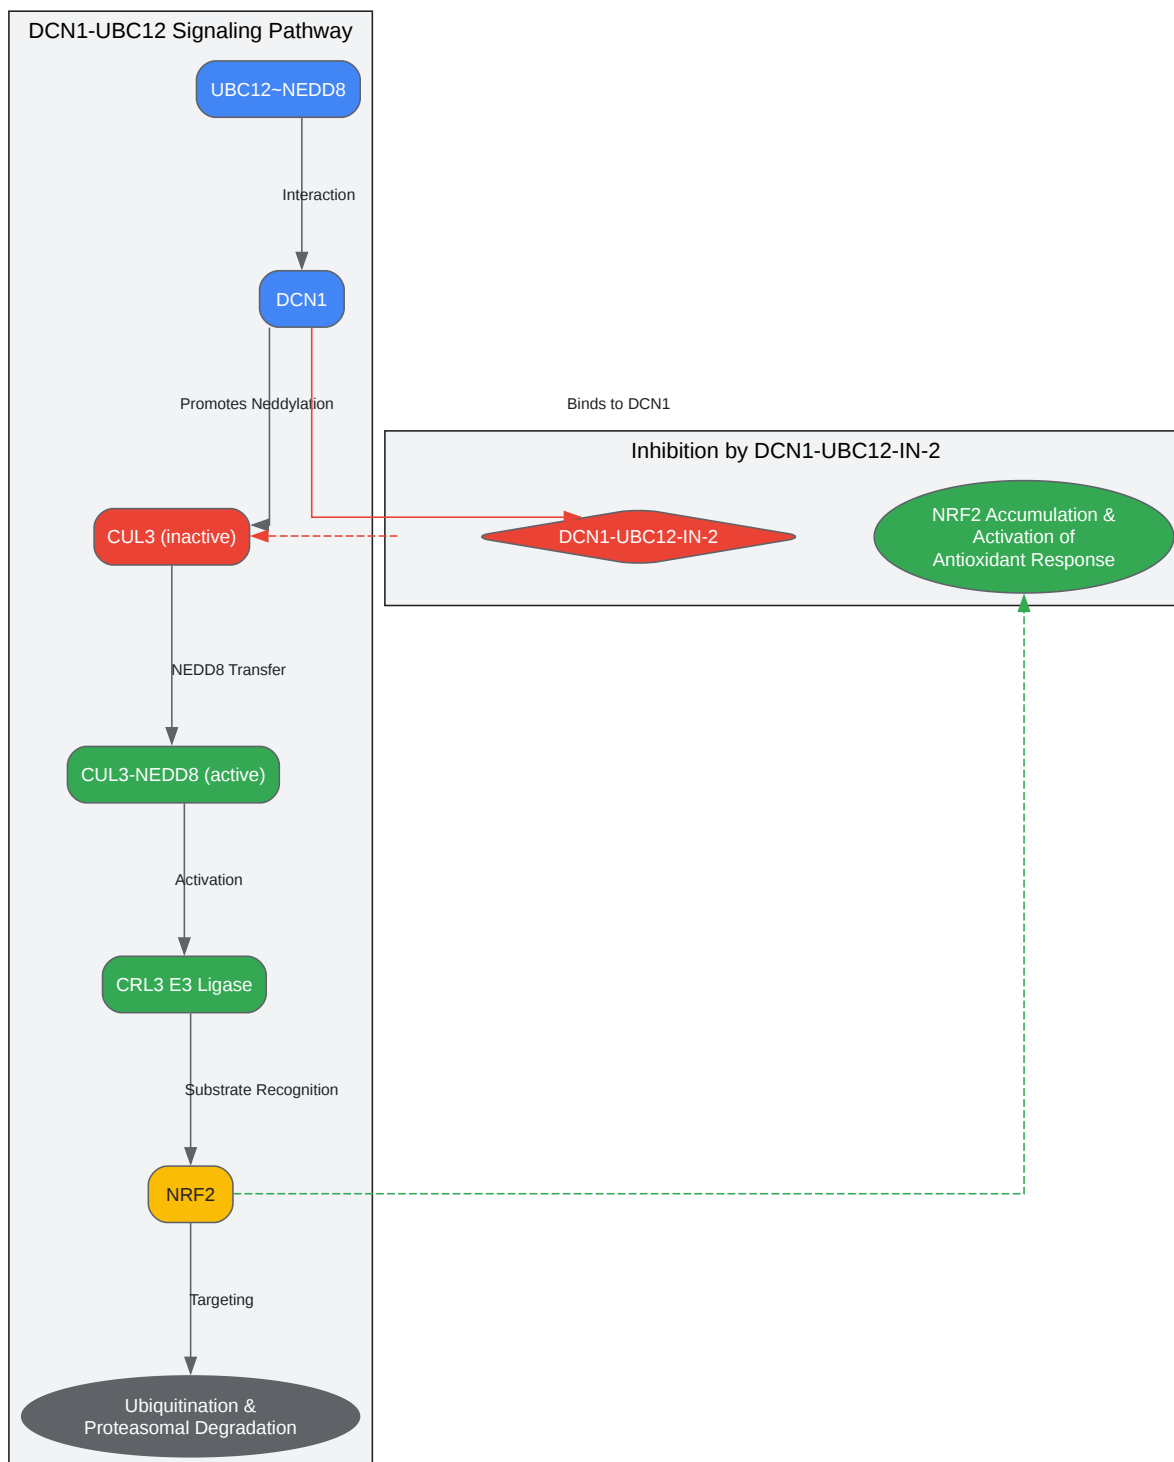 DCN1-UBC12 Signaling Pathway
UBC12~NEDD8
Interaction
DCN1
Promotes Neddylation
Binds to DCN1
Inhibition by DCN1-UBC12-IN-2
CUL3 (inactive)
DCN1-UBC12-IN-2
NRF2 Accumulation &
Activation of
Antioxidant Response
NEDD8 Transfer
CUL3-NEDD8 (active)
Activation
CRL3 E3 Ligase
Substrate Recognition
NRF2
Targeting
Ubiquitination &
Proteasomal Degradation